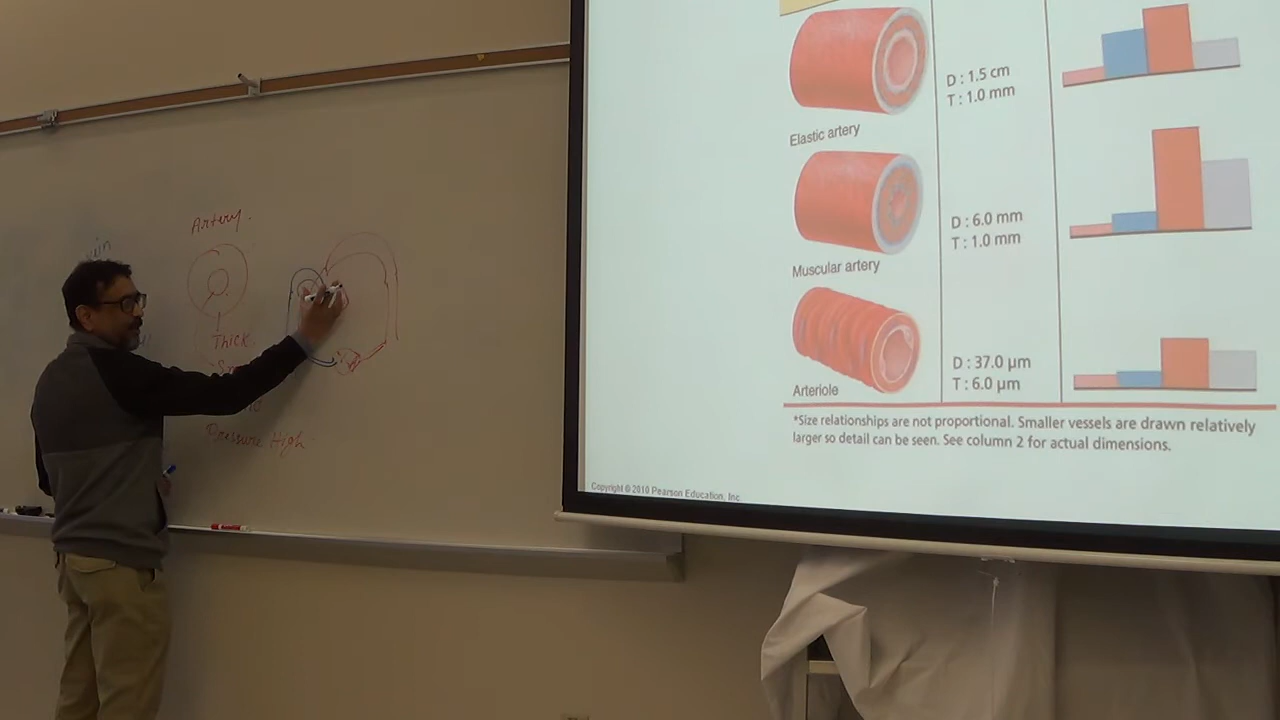 Artery.
Thick
Pressure High
D : 1.5 cm
T : 1.0 mm
Elastic artery
D : 6.0 mm
T : 1.0 mm
Muscular artery
D : 37.0 µm
T : 6.0 µm
Arteriole
*Size relationships are not proportional. Smaller vessels are drawn relatively
larger so detail can be seen. See column 2 for actual dimensions.
Copyright © 2010 Pearson Education, Inc.